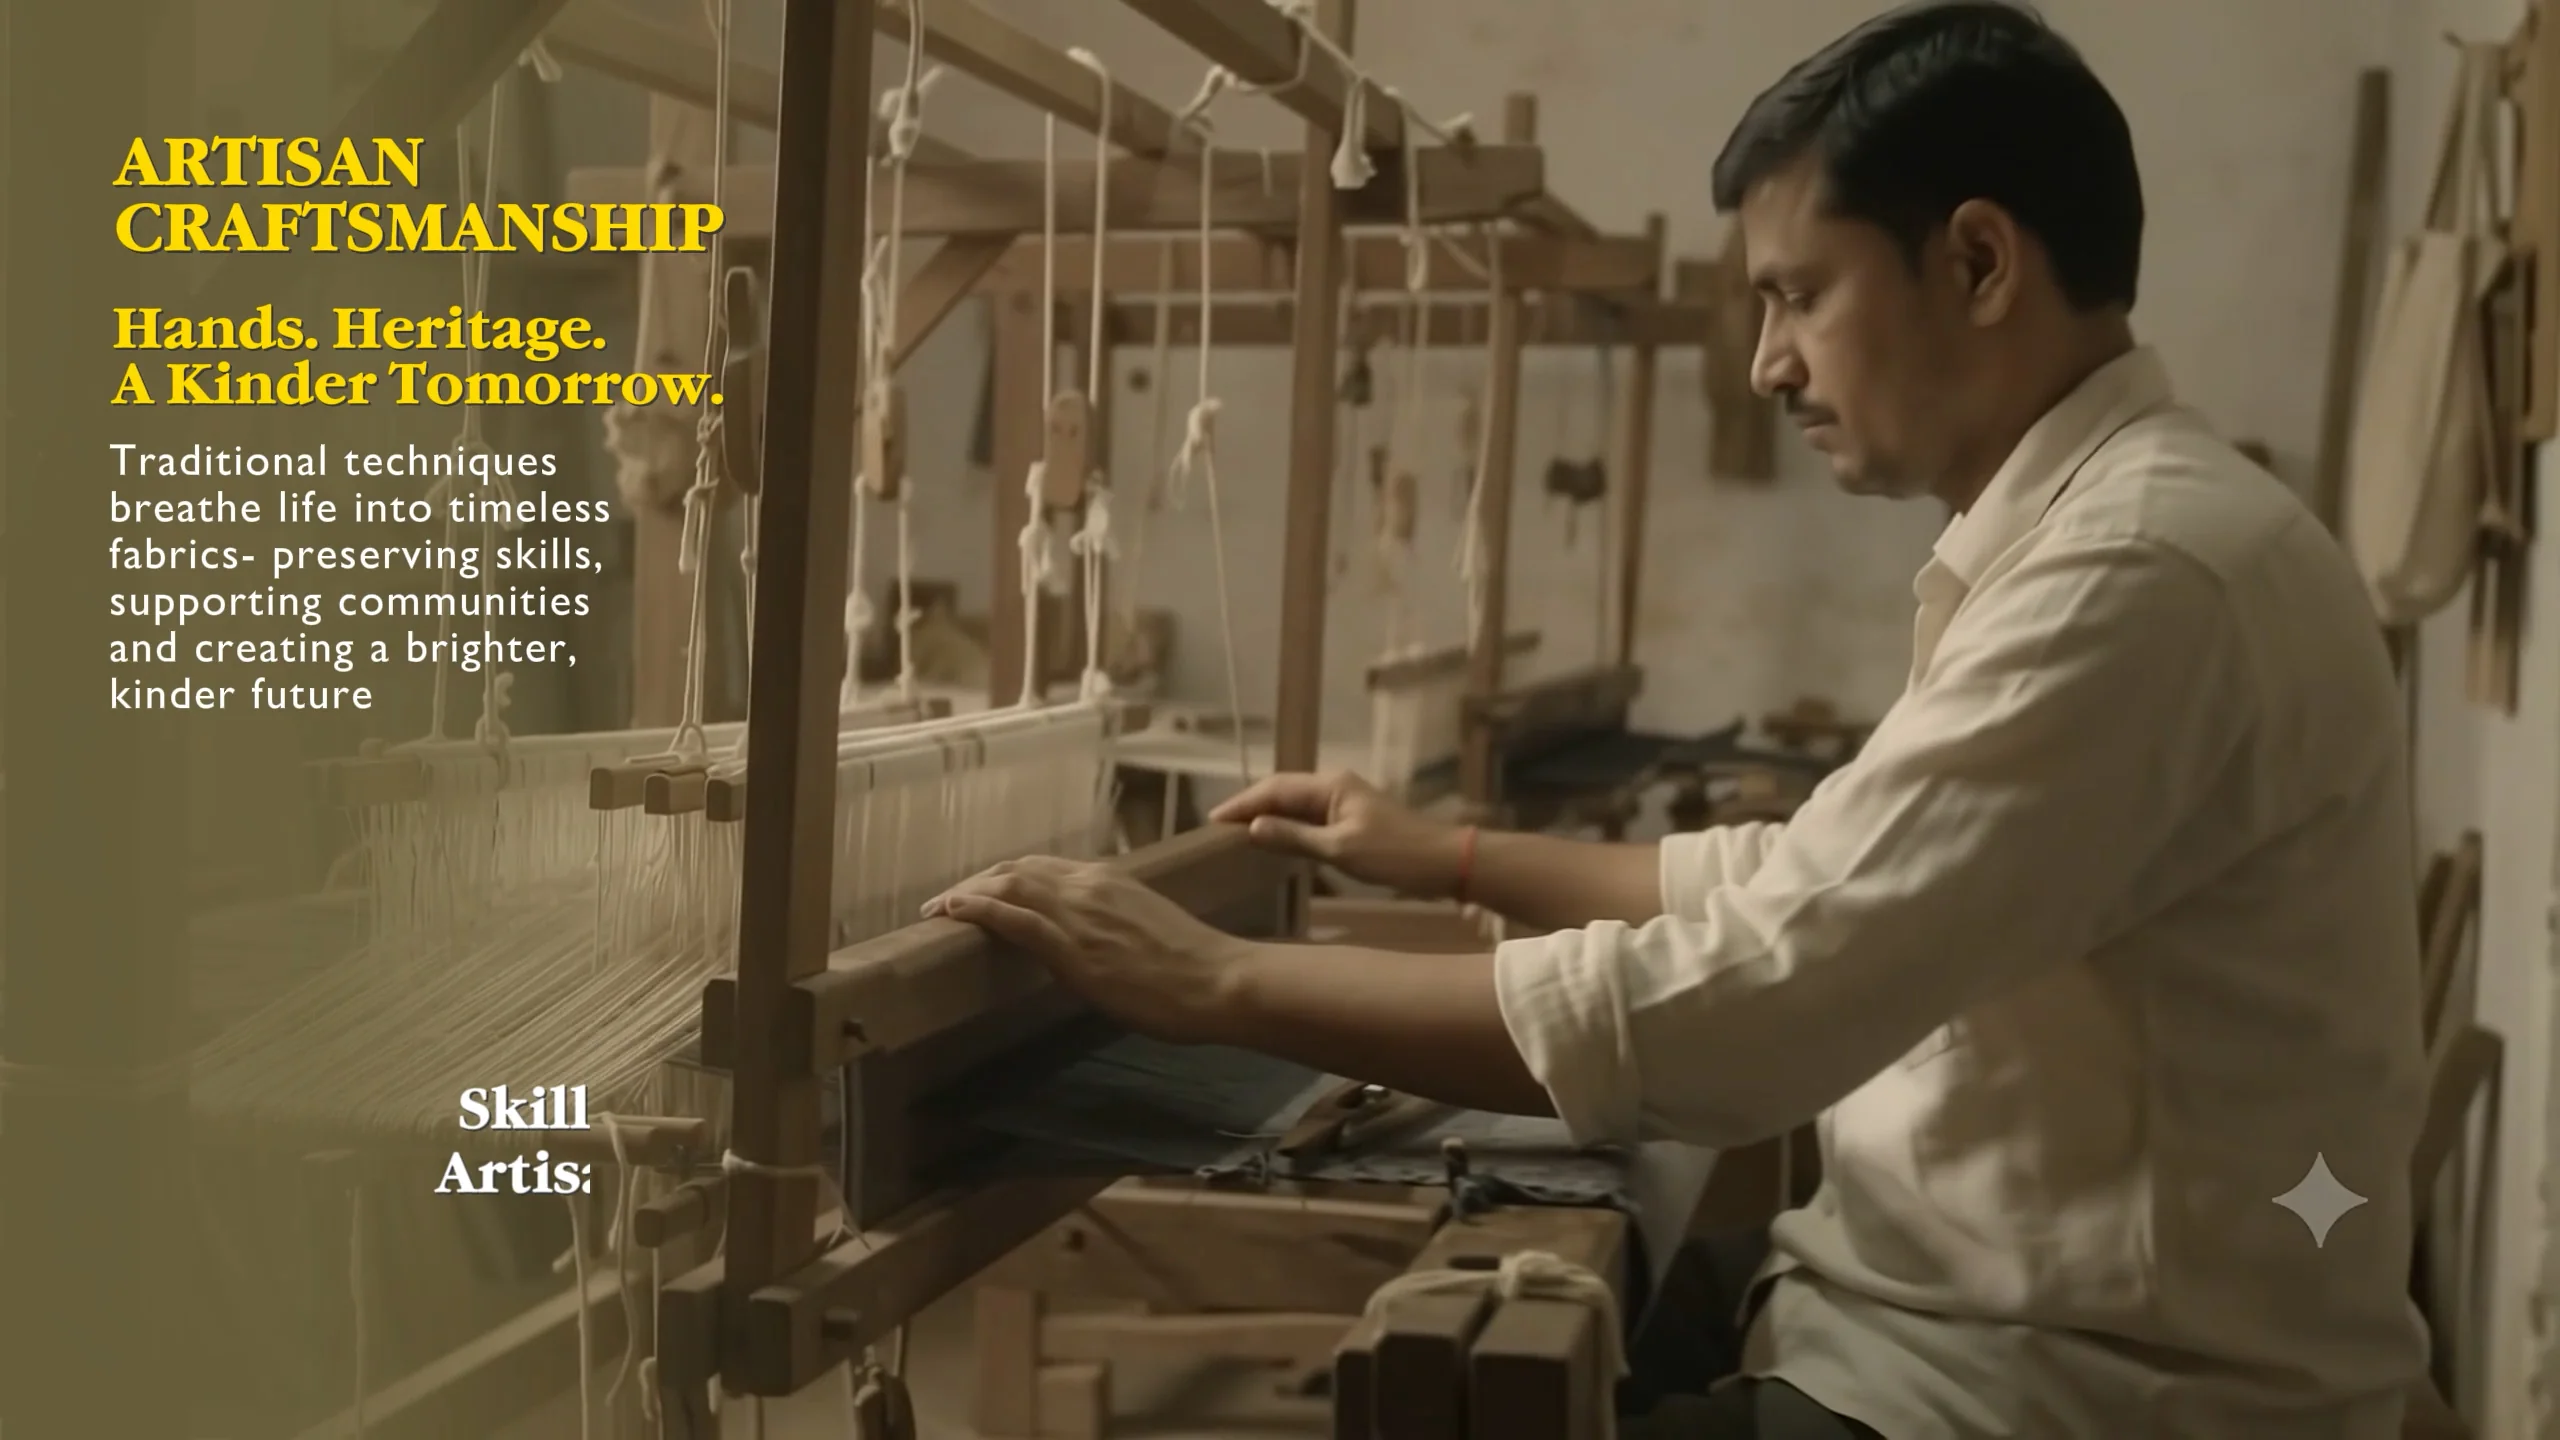 ARTISAN
CRAFTSMANSHIP
Hands. Heritage.
A Kinder Tomorrow.
Traditional techniques
breathe life into timeless
fabrics- preserving skills,
supporting communities
and creating a brighter,
kinder future
Skill